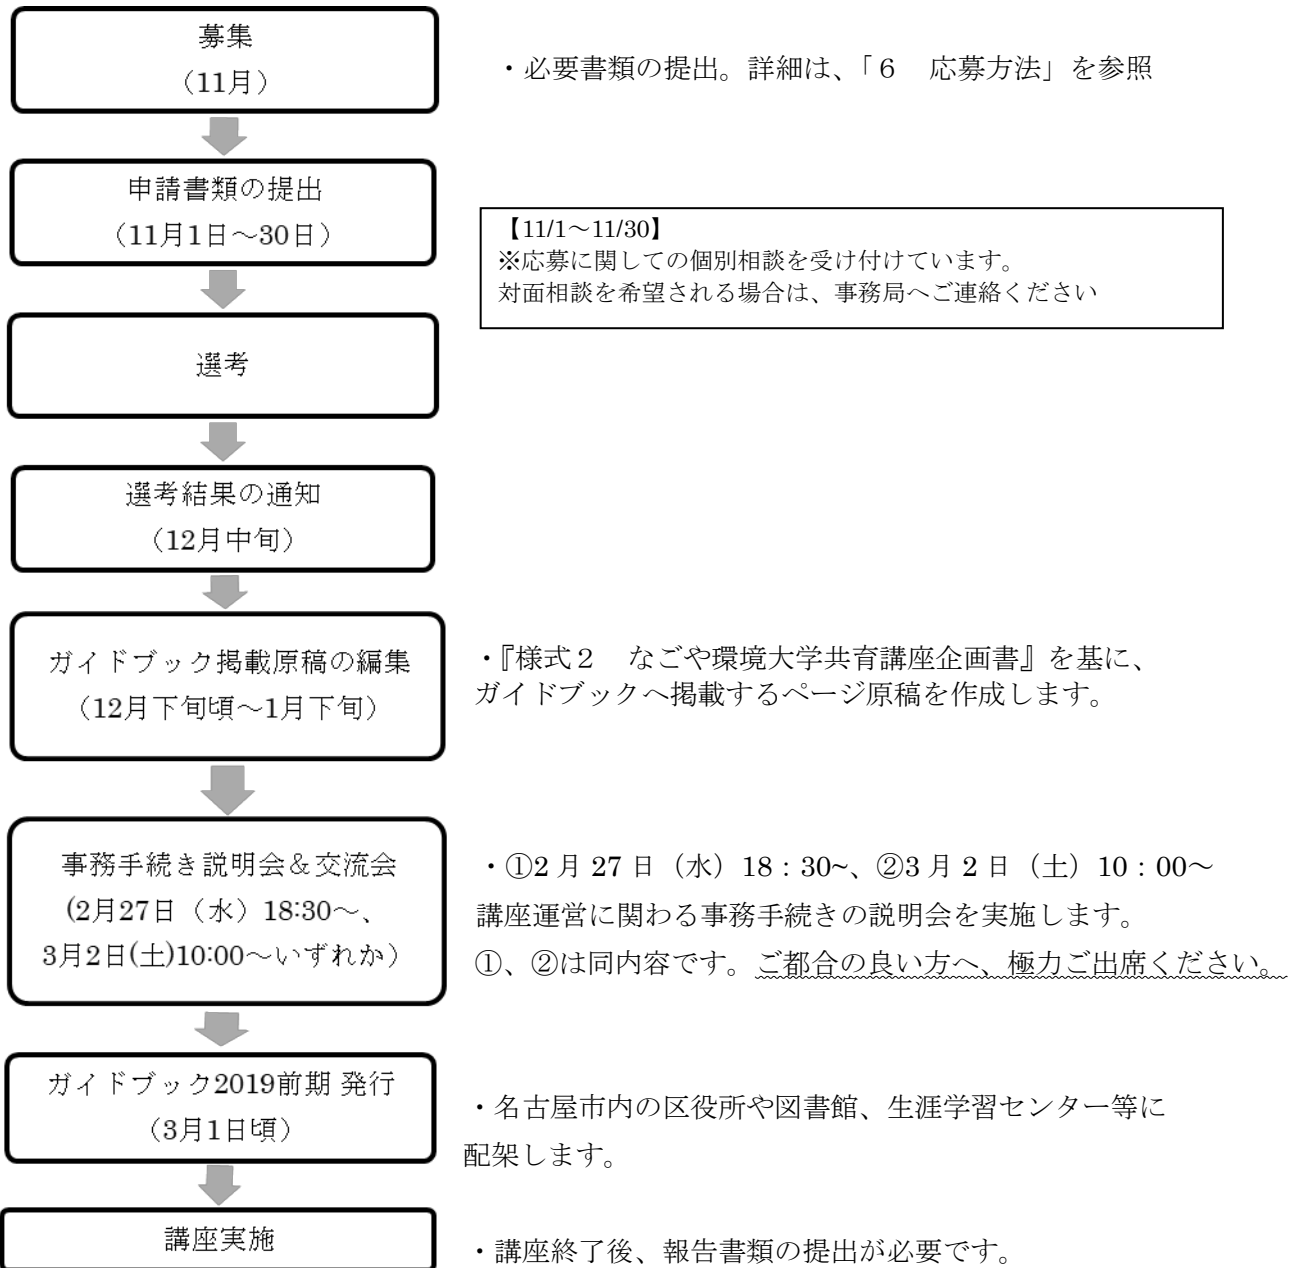 募集
（11月）
・必要書類の提出。詳細は、「６　応募方法」を参照
申請書類の提出
（11月1日～30日）
【11/1～11/30】
※応募に関しての個別相談を受け付けています。
対面相談を希望される場合は、事務局へご連絡ください
選考
選考結果の通知
（12月中旬）
ガイドブック掲載原稿の編集
（12月下旬頃～1月下旬）
・『様式２　なごや環境大学共育講座企画書』を基に、
ガイドブックへ掲載するページ原稿を作成します。
事務手続き説明会＆交流会
(2月27日（水）18:30～、
3月2日(土)10:00～いずれか）
・①2 月 27 日（水）18：30~、②3 月 2 日（土）10：00～
講座運営に関わる事務手続きの説明会を実施します。
①、②は同内容です。ご都合の良い方へ、極力ご出席ください。
ガイドブック2019前期 発行
（3月1日頃）
・名古屋市内の区役所や図書館、生涯学習センター等に
配架します。
講座実施
・講座終了後、報告書類の提出が必要です。